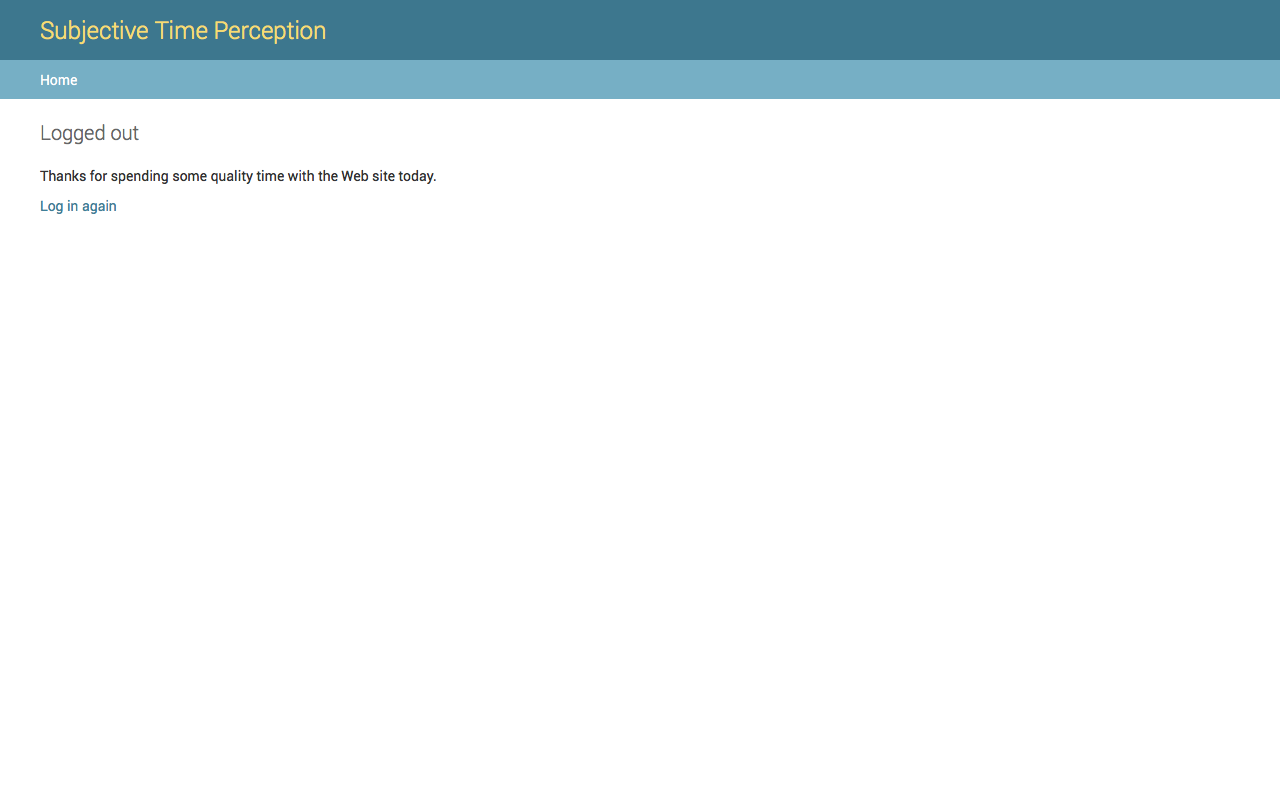 Subjective Time Perception
Home
Logged out
Thanks for spending some quality time with the Web site today.
Log in again